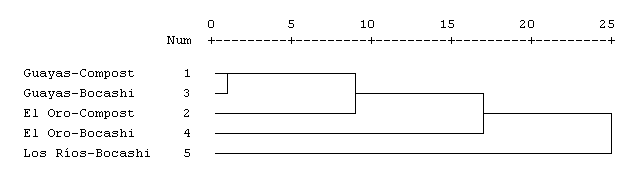 0 5 10 15 20 25
Num +---------+---------+---------+---------+---------+
Guayas-Compost 1
Guayas-Bocashi 3
El Oro-Compost 2
El Oro-Bocashi 4
Los Ríos-Bocashi 5